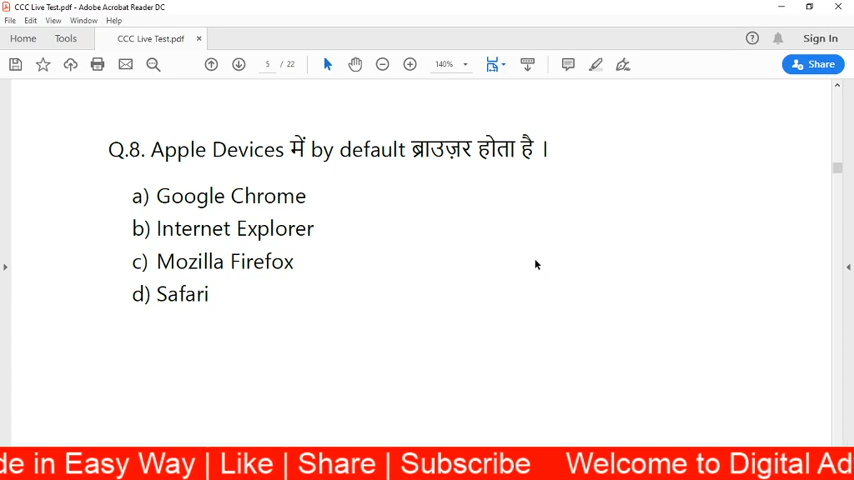 CCC Live Test.pdf - Adobe Acrobat Reader DC
File Edit View Window Help
Home Tools CCC Live Test.pdf × ? Sign In
5 / 22 140% Share
Q.8. Apple Devices में by default ब्राउज़र होता है ।
a) Google Chrome
b) Internet Explorer
c) Mozilla Firefox
d) Safari
de in Easy Way | Like | Share | Subscribe Welcome to Digital Ad